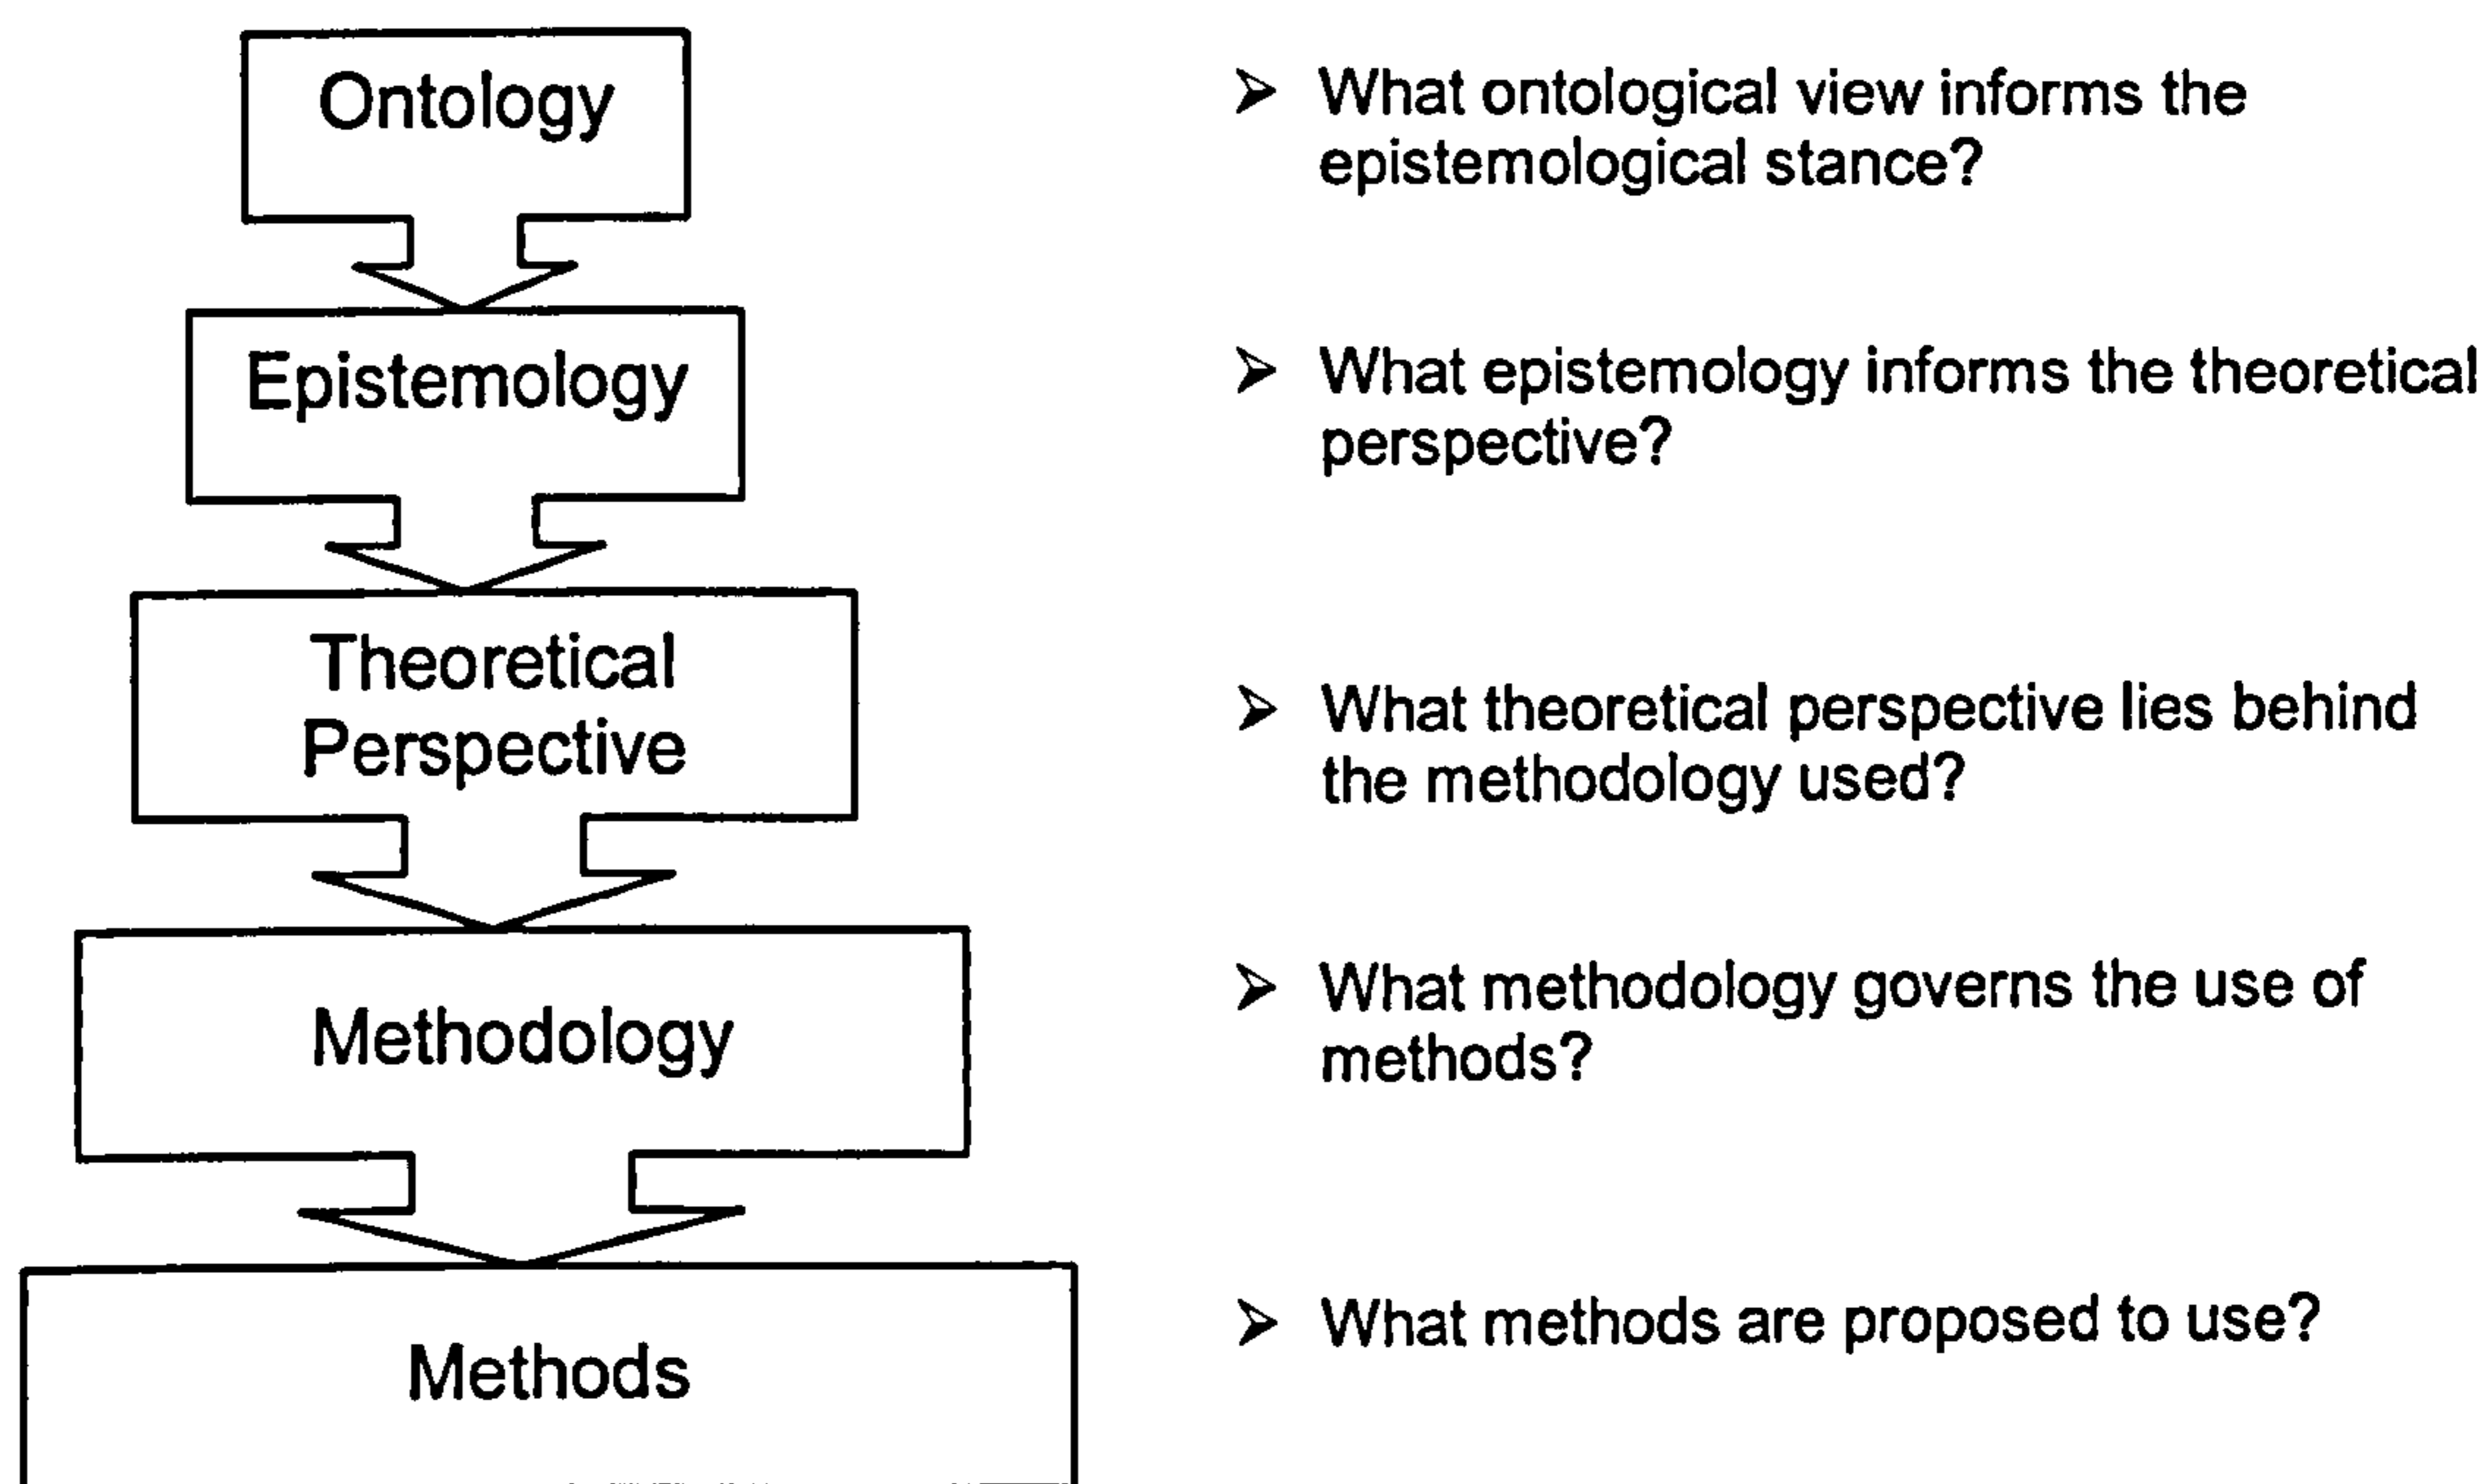 Ontology
➢ What ontological view informs the
epistemological stance?
Epistemology
➢ What epistemology informs the theoretical
perspective?
Theoretical
Perspective
➢ What theoretical perspective lies behind
the methodology used?
Methodology
➢ What methodology governs the use of
methods?
Methods
➢ What methods are proposed to use?